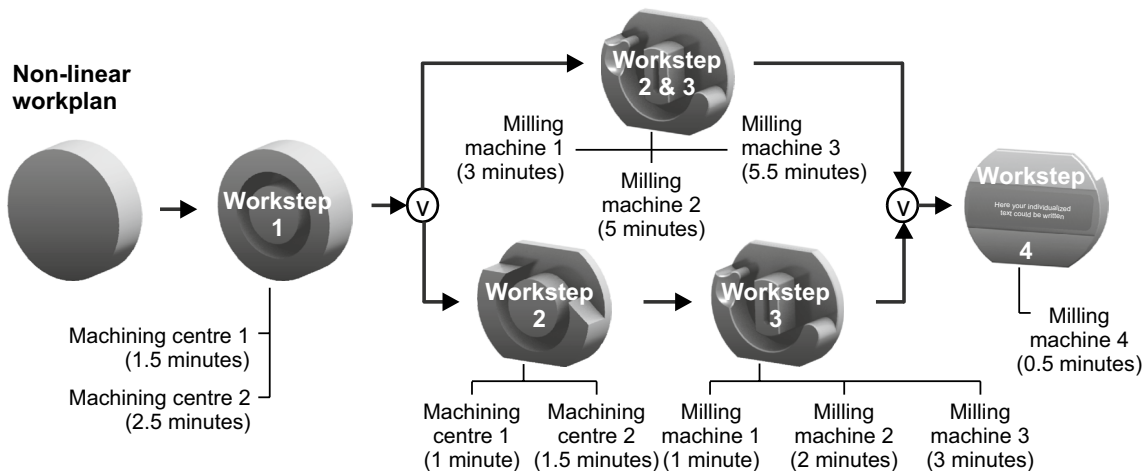 Non-linear
workplan
Workstep
1
Machining centre 1
(1.5 minutes)
Machining centre 2
(2.5 minutes)
v
Workstep
2 & 3
Milling
machine 1
(3 minutes)
Milling
machine 2
(5 minutes)
Milling
machine 3
(5.5 minutes)
Workstep
2
Machining
centre 1
(1 minute)
Machining
centre 2
(1.5 minutes)
Workstep
3
Milling
machine 1
(1 minute)
Milling
machine 2
(2 minutes)
Milling
machine 3
(3 minutes)
v
Workstep
Here your individualized
text could be written
4
Milling
machine 4
(0.5 minutes)